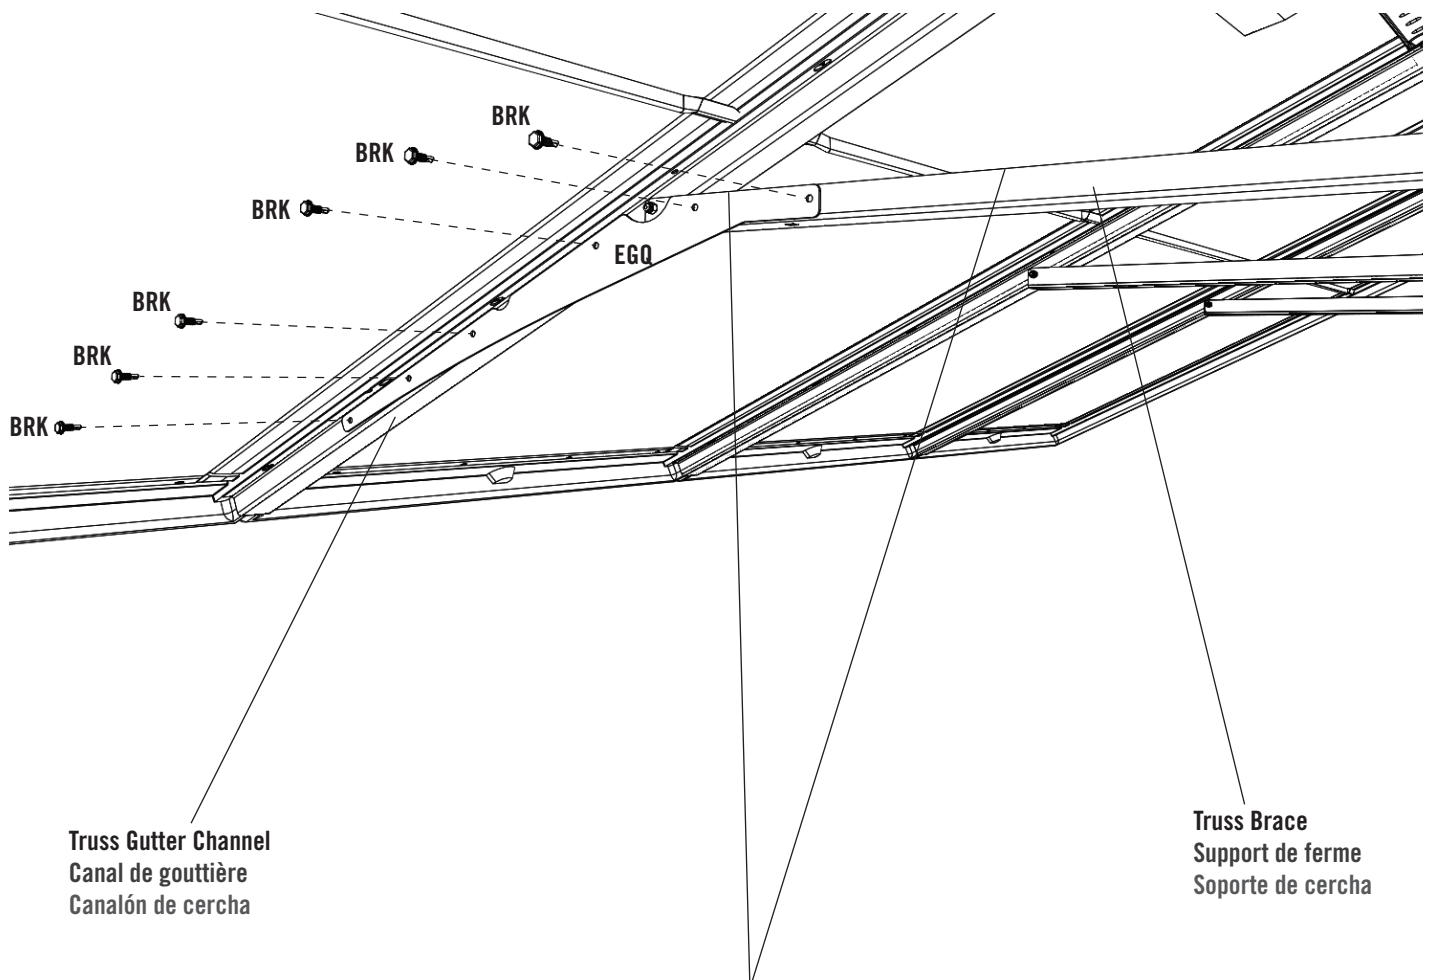 BRK
BRK
BRK
EGQ
BRK
BRK
BRK
Truss Gutter Channel
Canal de gouttière
Canalón de cercha
Truss Brace
Support de ferme
Soporte de cercha